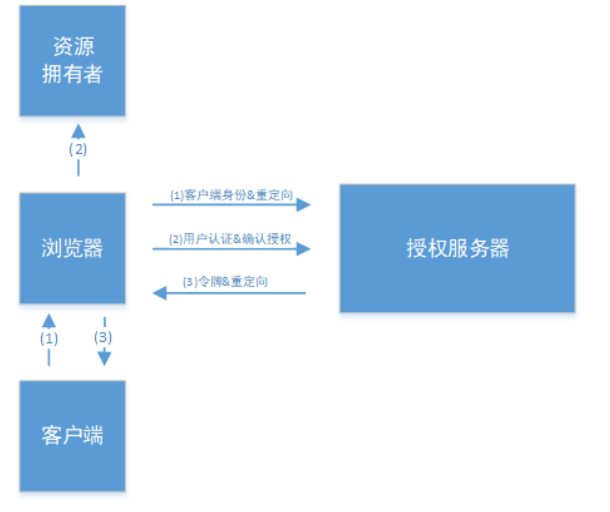 资源
拥有者
(2)
(1)客户端身份&重定向
浏览器
(2)用户认证&确认授权
授权服务器
(3)令牌&重定向
(1)
(3)
客户端